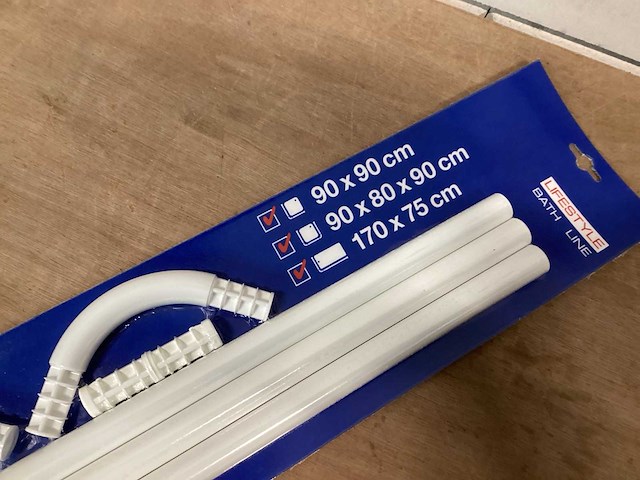 90 x 90 cm
90 x 80 x 90 cm
170 x 75 cm
LIFESTYLE
BATH LINE